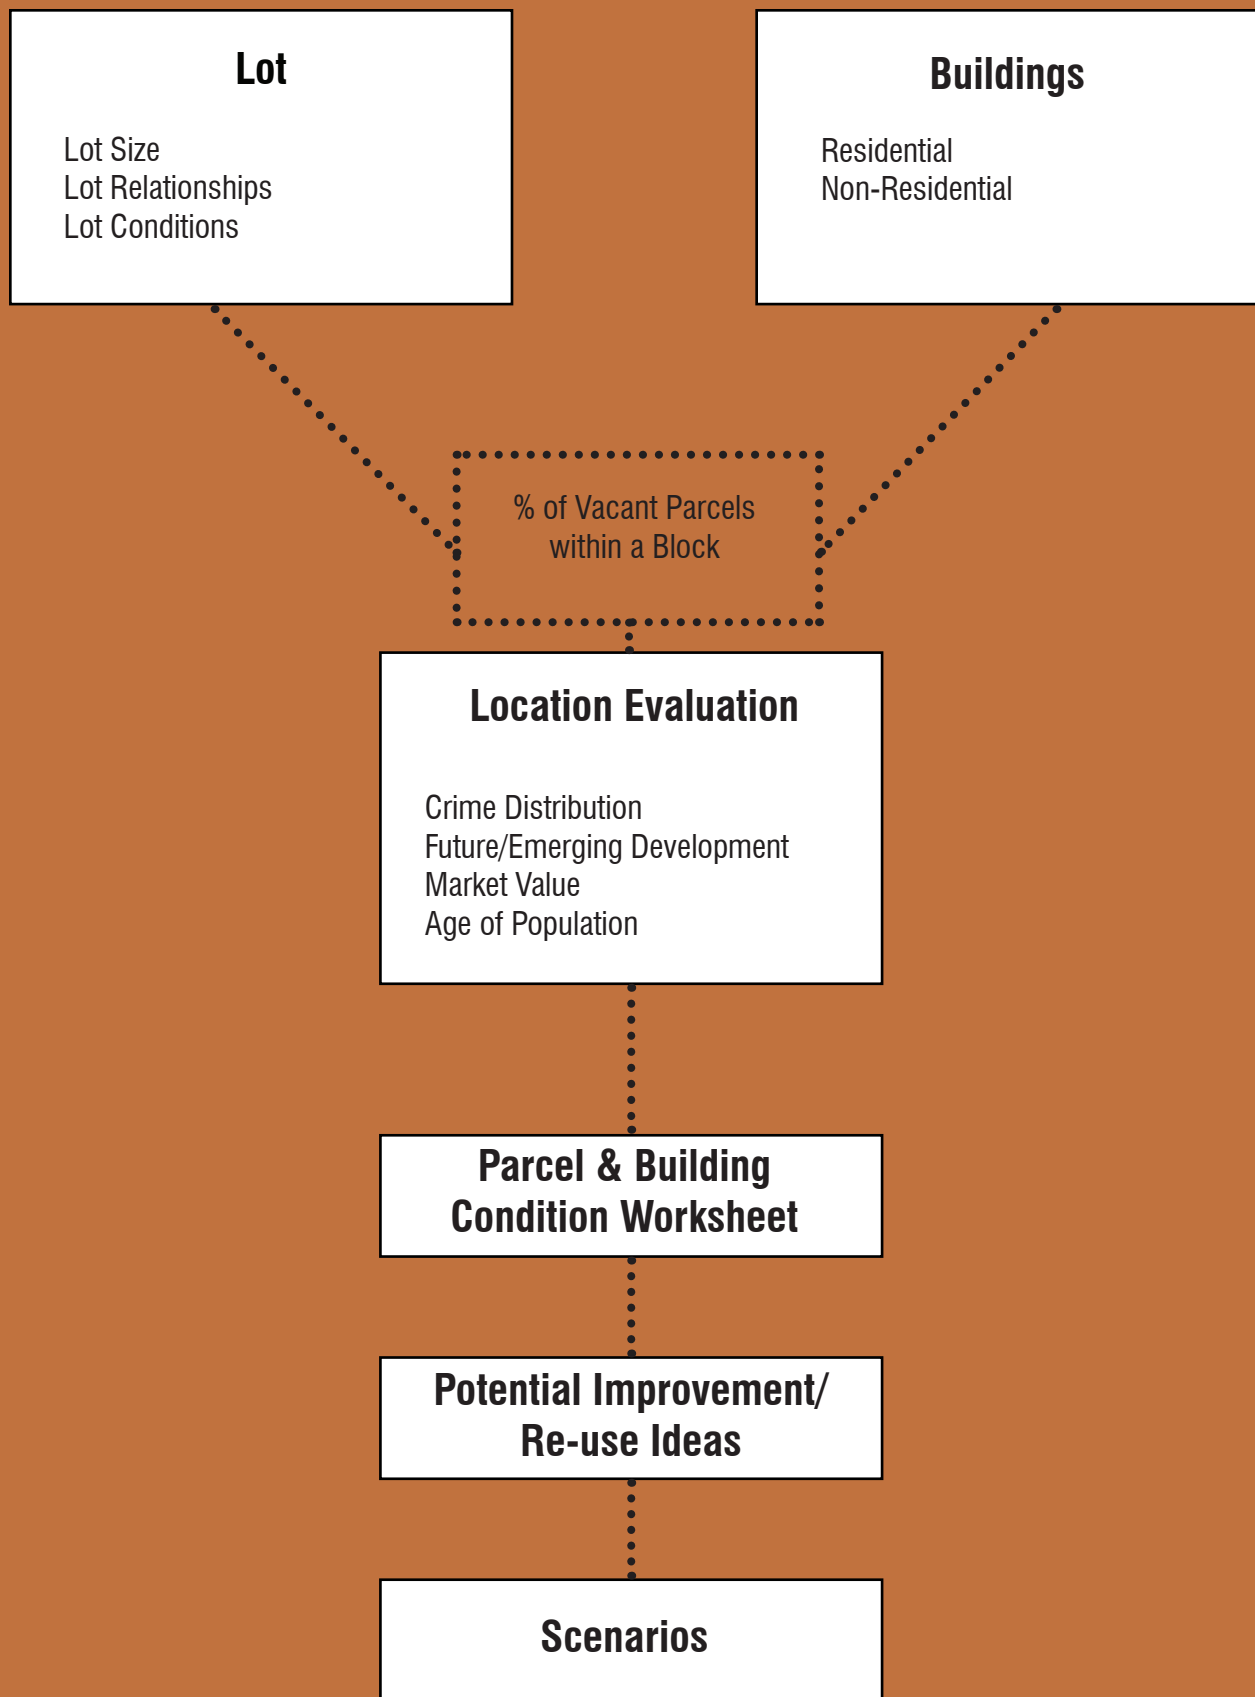 Lot
Lot Size
Lot Relationships
Lot Conditions
Buildings
Residential
Non-Residential
% of Vacant Parcels
within a Block
Location Evaluation
Crime Distribution
Future/Emerging Development
Market Value
Age of Population
Parcel & Building
Condition Worksheet
Potential Improvement/
Re-use Ideas
Scenarios